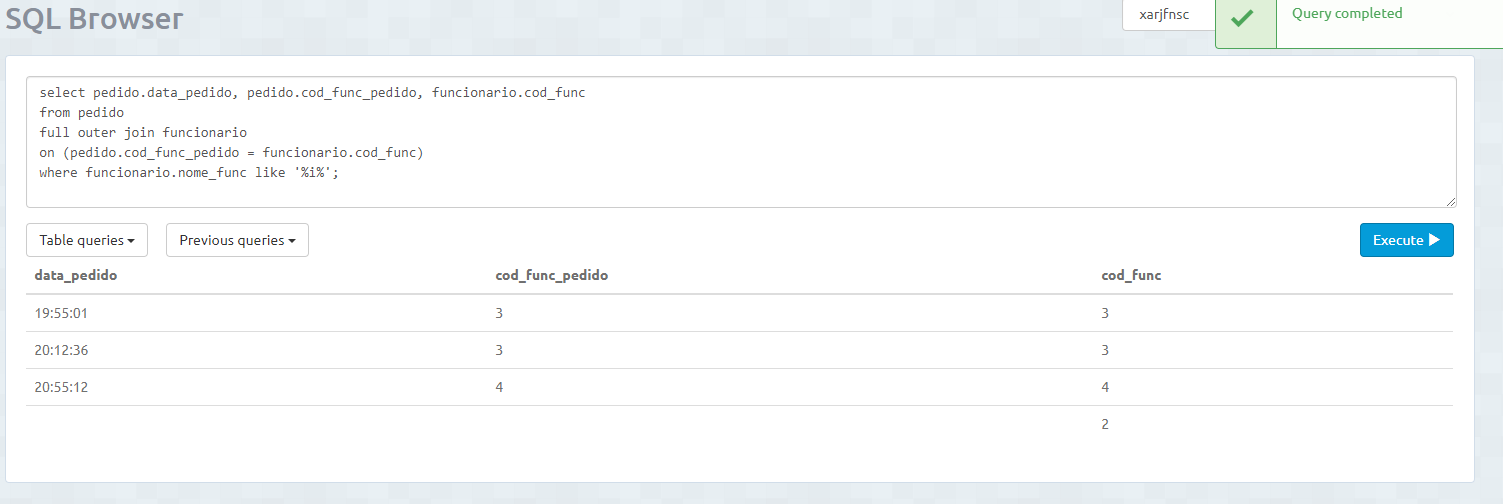 SQL Browser
xarjfnsc
Query completed
select pedido.data_pedido, pedido.cod_func_pedido, funcionario.cod_func
from pedido
full outer join funcionario
on (pedido.cod_func_pedido = funcionario.cod_func)
where funcionario.nome_func like '%i%';
Table queries
Previous queries
Execute
data_pedido cod_func_pedido cod_func
19:55:01 3 3
20:12:36 3 3
20:55:12 4 4
2